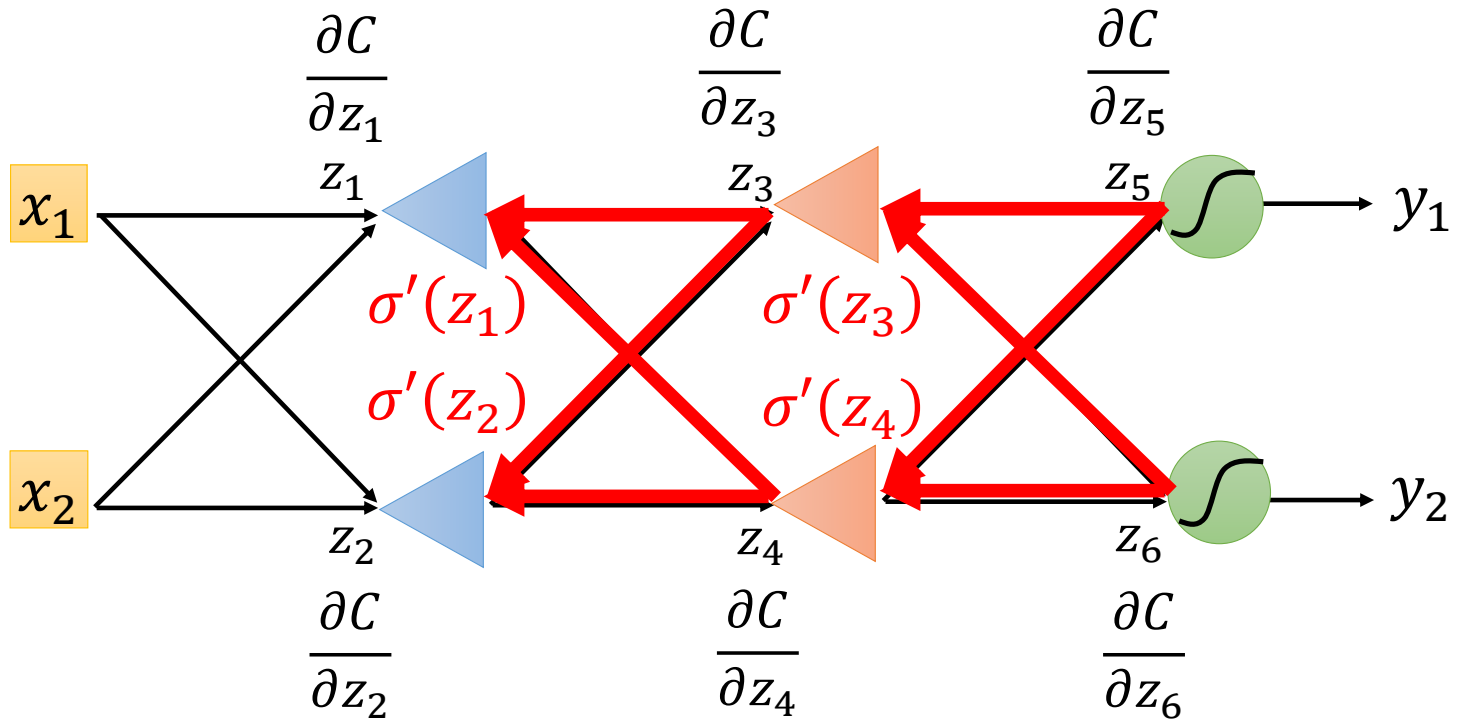 ∂C/∂z₁ ∂C/∂z₃ ∂C/∂z₅
x₁ z₁ z₃ z₅ y₁
σ′(z₁) σ′(z₃)
σ′(z₂) σ′(z₄)
x₂ z₂ z₄ z₆ y₂
∂C/∂z₂ ∂C/∂z₄ ∂C/∂z₆